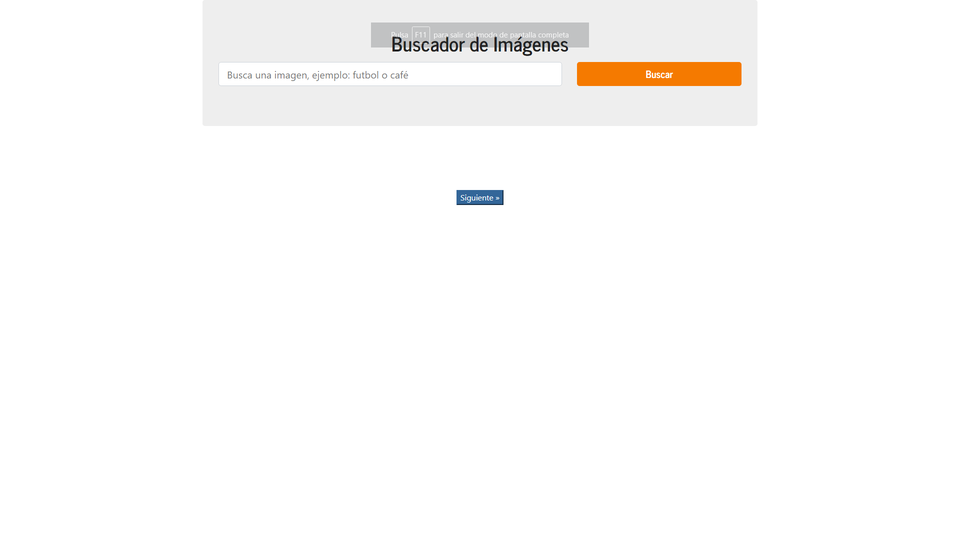 Pulsa F11 para salir del modo de pantalla completa
Buscador de Imágenes
Busca una imagen, ejemplo: futbol o café
Buscar
Siguiente »